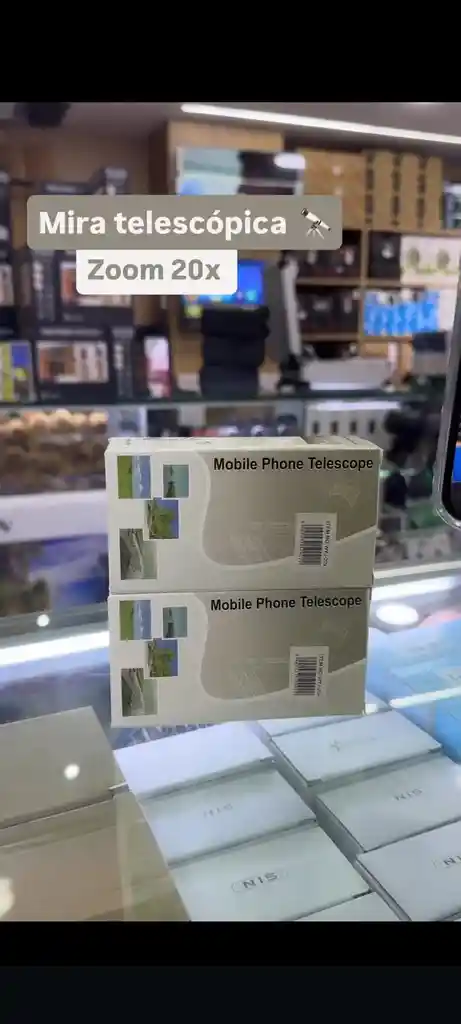 Mira telescópica 🔭
Zoom 20x
Mobile Phone Telescope
Mobile Phone Telescope
NIS
NIS